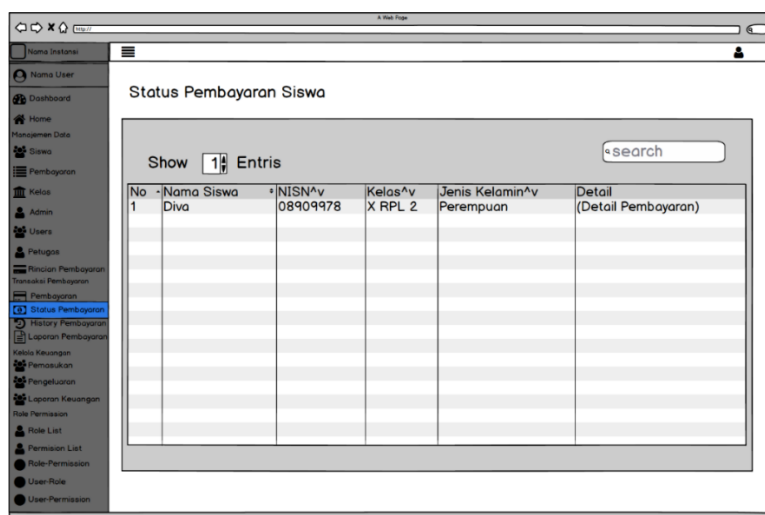 A Web Page
http://
Nama Instansi
Nama User
Dashboard
Home
Manajemen Data
Siswa
Pembayaran
Kelas
Admin
Users
Petugas
Rincian Pembayaran
Transaksi Pembayaran
Pembayaran
Status Pembayaran
History Pembayaran
Laporan Pembayaran
Kelola Keuangan
Pemasukan
Pengeluaran
Laporan Keuangan
Role Permission
Role List
Permision List
Role-Permission
User-Role
User-Permission
Status Pembayaran Siswa
search
Show 1 Entris
No Nama Siswa NISN^v Kelas^v Jenis Kelamin^v Detail
1 Diva 08909978 X RPL 2 Perempuan (Detail Pembayaran)